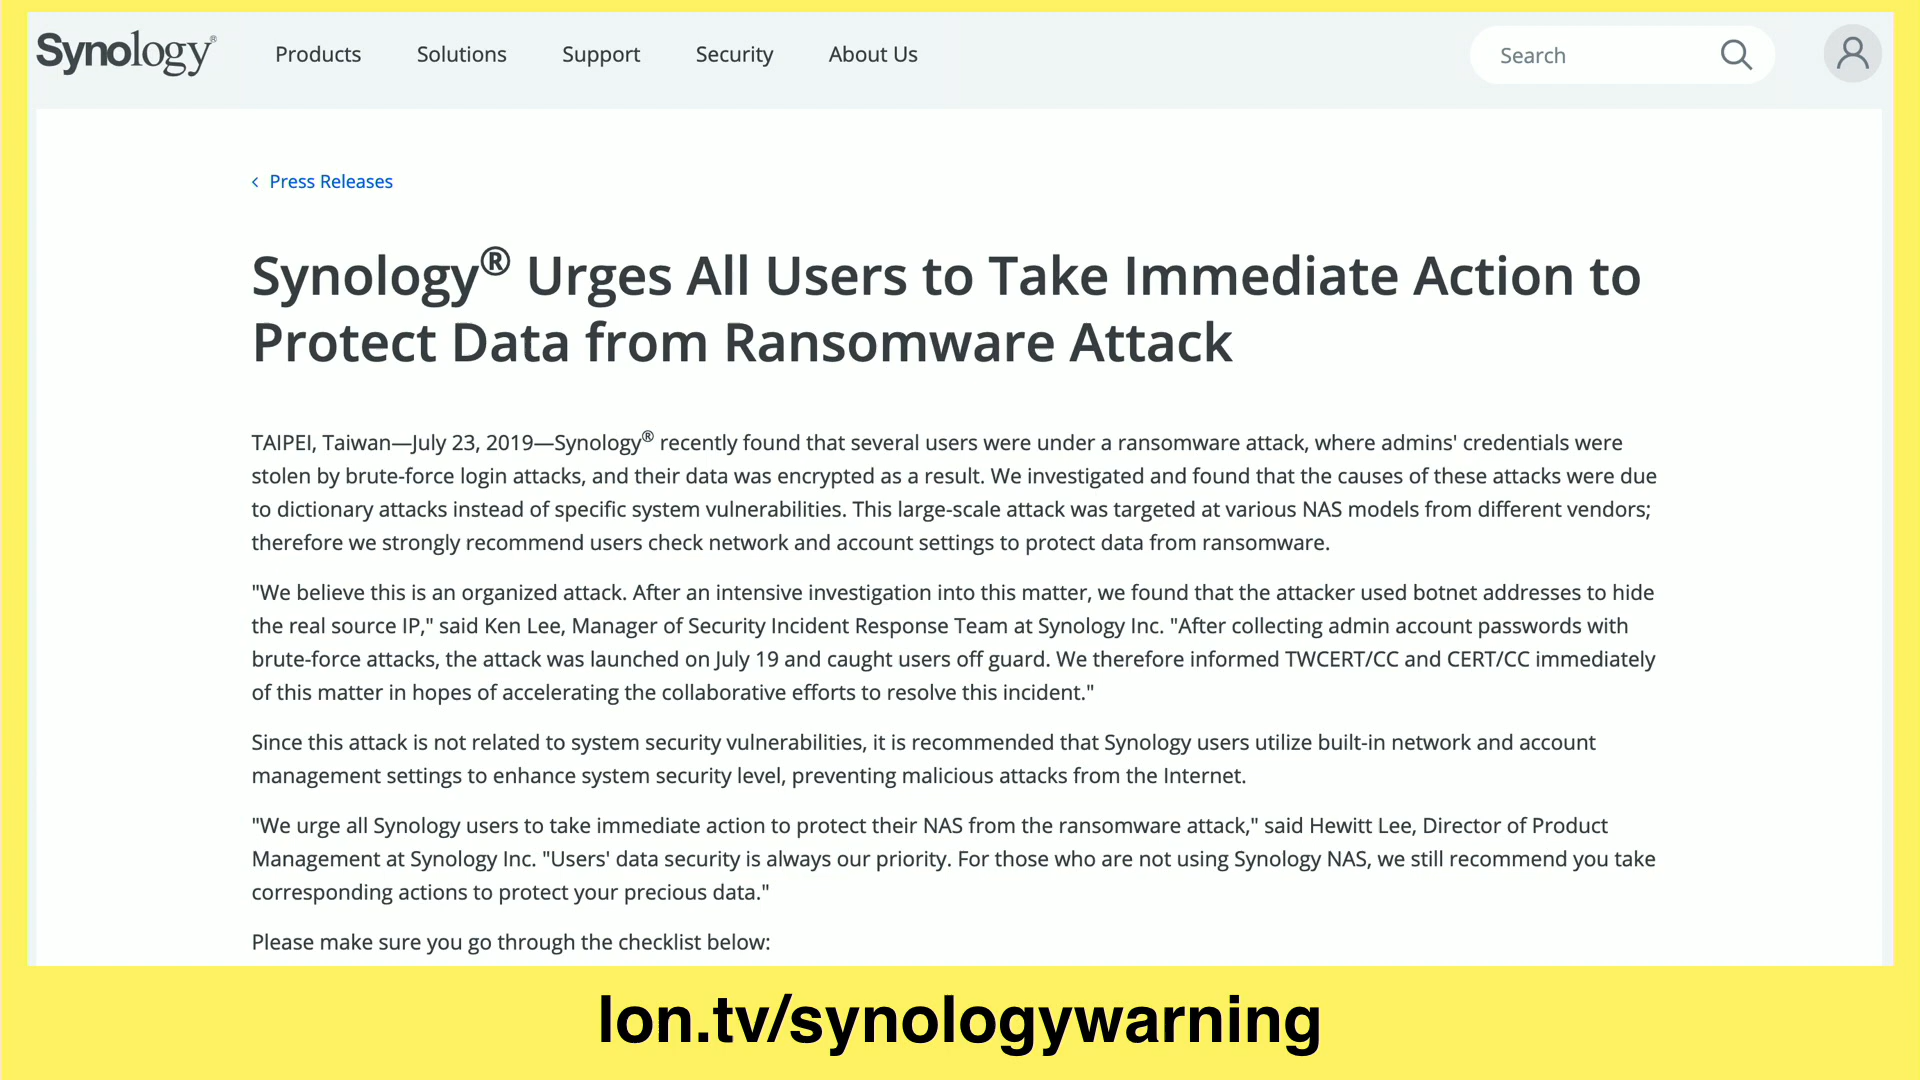 Synology®
Products
Solutions
Support
Security
About Us
Search
‹ Press Releases
Synology® Urges All Users to Take Immediate Action to
Protect Data from Ransomware Attack
TAIPEI, Taiwan—July 23, 2019—Synology® recently found that several users were under a ransomware attack, where admins' credentials were
stolen by brute-force login attacks, and their data was encrypted as a result. We investigated and found that the causes of these attacks were due
to dictionary attacks instead of specific system vulnerabilities. This large-scale attack was targeted at various NAS models from different vendors;
therefore we strongly recommend users check network and account settings to protect data from ransomware.
"We believe this is an organized attack. After an intensive investigation into this matter, we found that the attacker used botnet addresses to hide
the real source IP," said Ken Lee, Manager of Security Incident Response Team at Synology Inc. "After collecting admin account passwords with
brute-force attacks, the attack was launched on July 19 and caught users off guard. We therefore informed TWCERT/CC and CERT/CC immediately
of this matter in hopes of accelerating the collaborative efforts to resolve this incident."
Since this attack is not related to system security vulnerabilities, it is recommended that Synology users utilize built-in network and account
management settings to enhance system security level, preventing malicious attacks from the Internet.
"We urge all Synology users to take immediate action to protect their NAS from the ransomware attack," said Hewitt Lee, Director of Product
Management at Synology Inc. "Users' data security is always our priority. For those who are not using Synology NAS, we still recommend you take
corresponding actions to protect your precious data."
Please make sure you go through the checklist below:
lon.tv/synologywarning